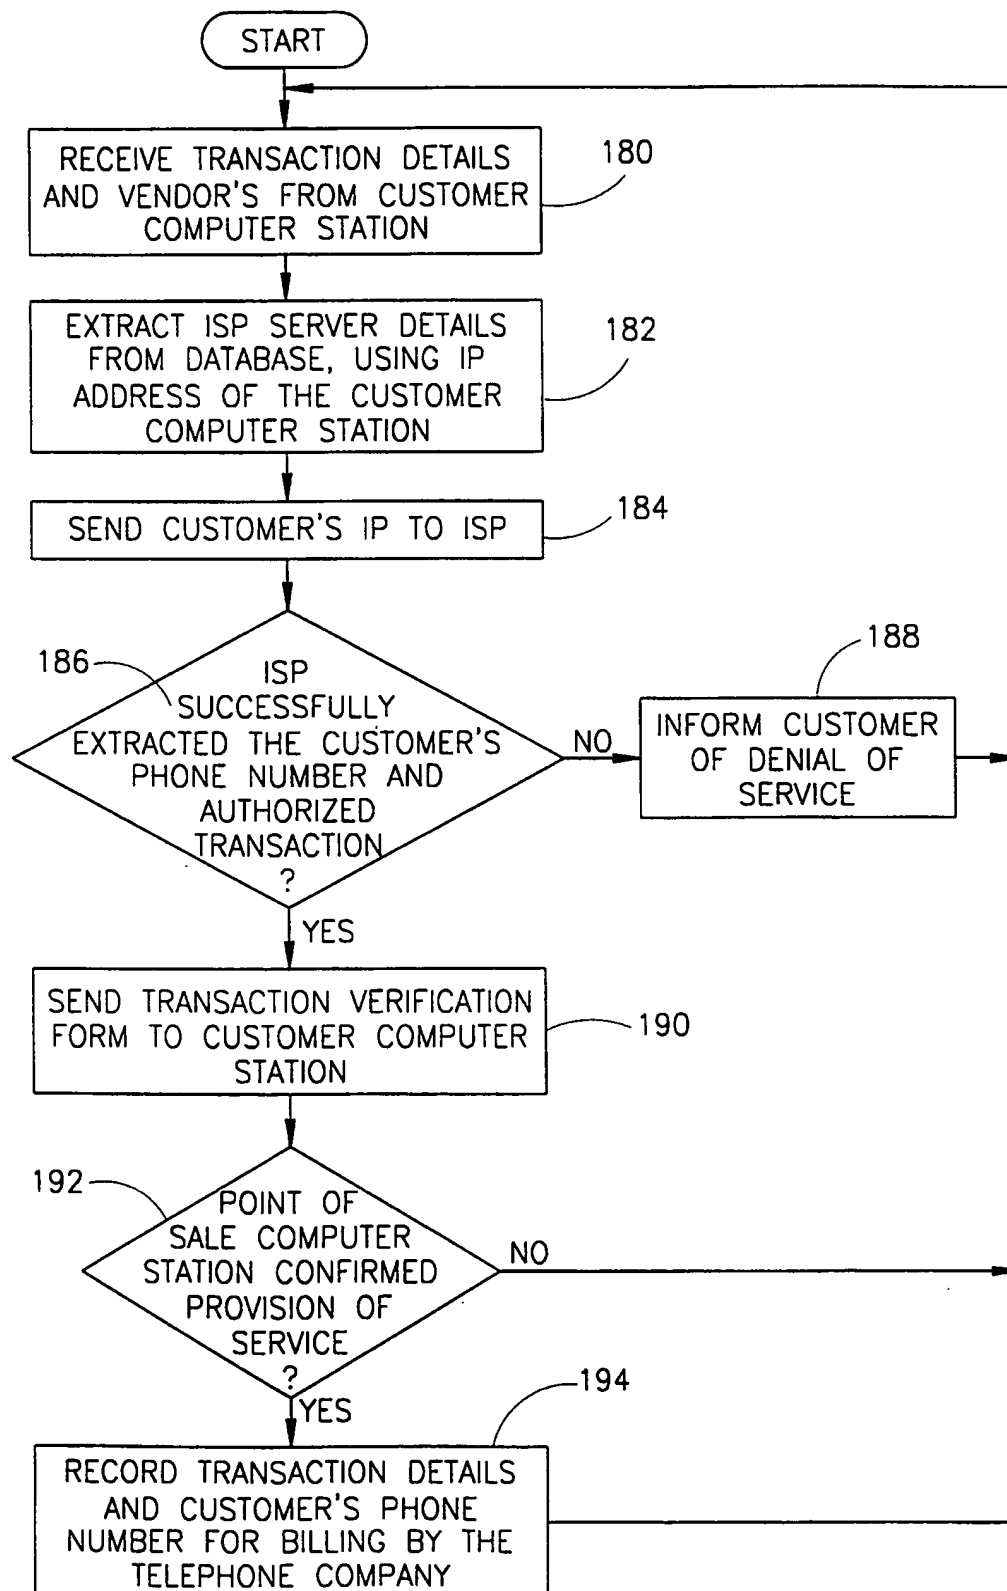 START
RECEIVE TRANSACTION DETAILS
AND VENDOR'S FROM CUSTOMER
COMPUTER STATION
180
EXTRACT ISP SERVER DETAILS
FROM DATABASE, USING IP
ADDRESS OF THE CUSTOMER
COMPUTER STATION
182
SEND CUSTOMER'S IP TO ISP
184
186
ISP
SUCCESSFULLY
EXTRACTED THE CUSTOMER'S
PHONE NUMBER AND
AUTHORIZED
TRANSACTION
?
NO
188
INFORM CUSTOMER
OF DENIAL OF
SERVICE
YES
SEND TRANSACTION VERIFICATION
FORM TO CUSTOMER COMPUTER
STATION
190
192
POINT OF
SALE COMPUTER
STATION CONFIRMED
PROVISION OF
SERVICE
?
NO
YES
194
RECORD TRANSACTION DETAILS
AND CUSTOMER'S PHONE
NUMBER FOR BILLING BY THE
TELEPHONE COMPANY